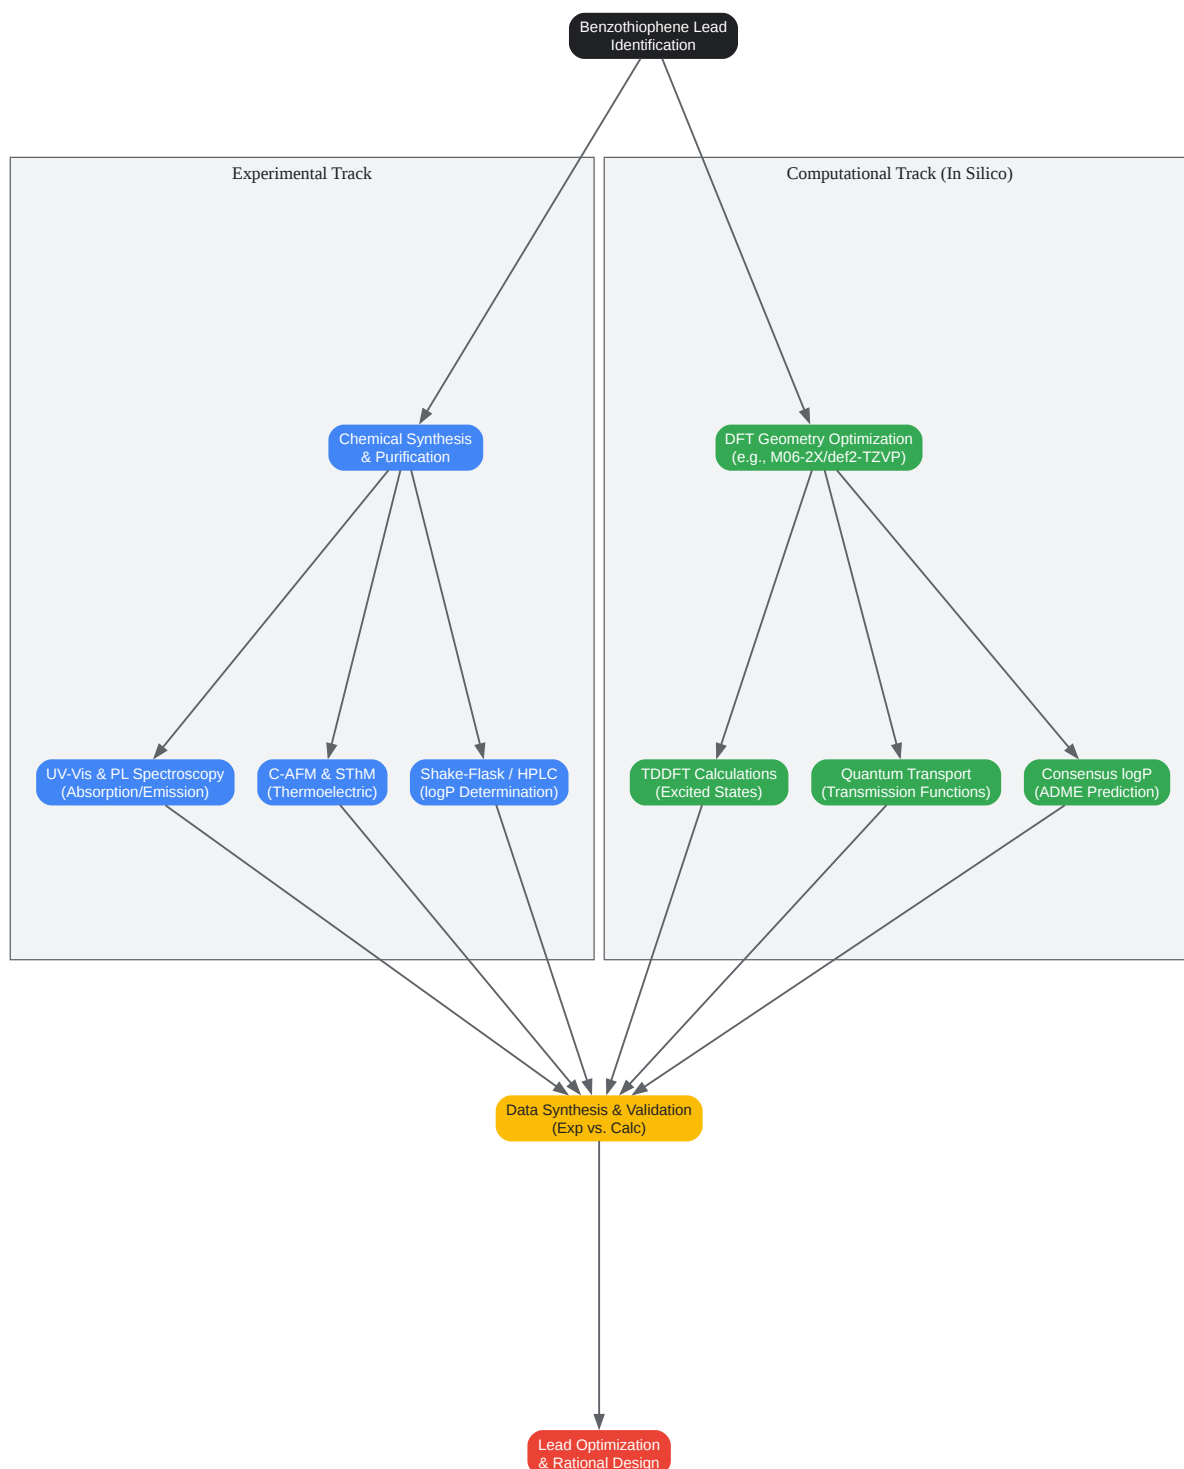 Benzothiophene Lead
Identification
Experimental Track
Computational Track (In Silico)
Chemical Synthesis
& Purification
DFT Geometry Optimization
(e.g., M06-2X/def2-TZVP)
UV-Vis & PL Spectroscopy
(Absorption/Emission)
C-AFM & SThM
(Thermoelectric)
Shake-Flask / HPLC
(logP Determination)
TDDFT Calculations
(Excited States)
Quantum Transport
(Transmission Functions)
Consensus logP
(ADME Prediction)
Data Synthesis & Validation
(Exp vs. Calc)
Lead Optimization
& Rational Design